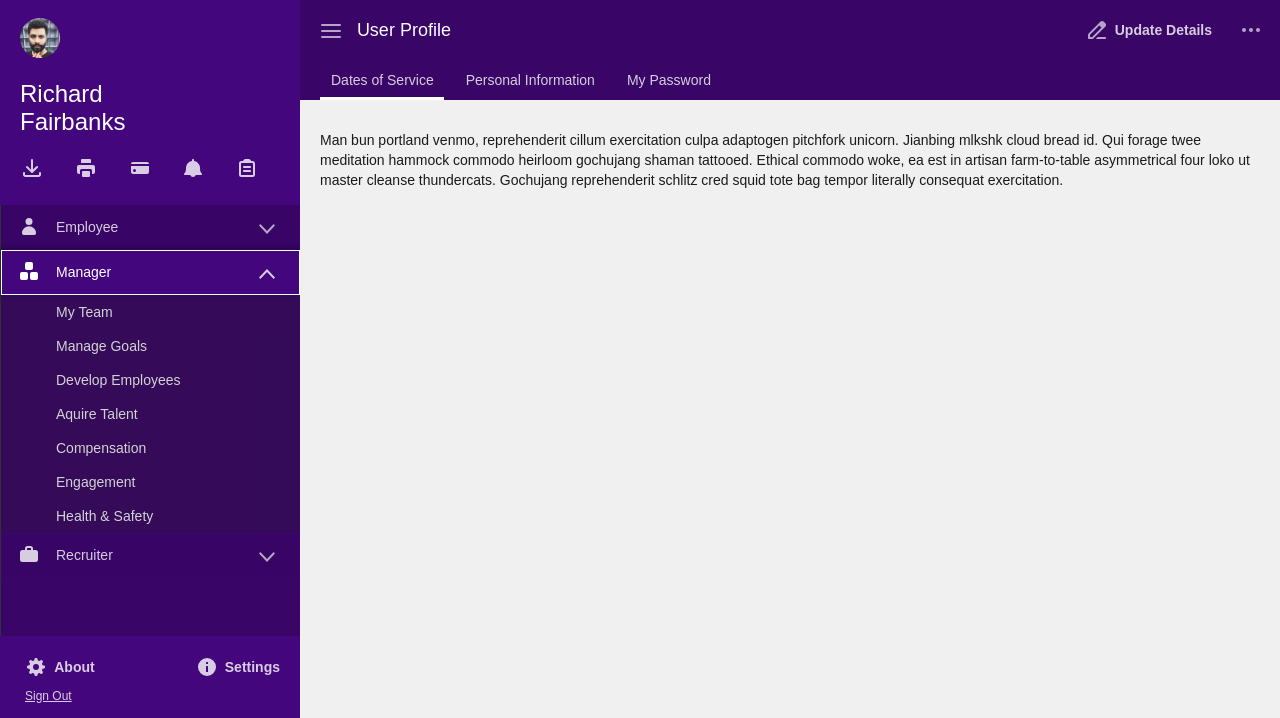 Richard
Fairbanks
Employee
Manager
My Team
Manage Goals
Develop Employees
Aquire Talent
Compensation
Engagement
Health & Safety
Recruiter
About
Settings
Sign Out
User Profile
Update Details
Dates of Service
Personal Information
My Password
Man bun portland venmo, reprehenderit cillum exercitation culpa adaptogen pitchfork unicorn. Jianbing mlkshk cloud bread id. Qui forage twee
meditation hammock commodo heirloom gochujang shaman tattooed. Ethical commodo woke, ea est in artisan farm-to-table asymmetrical four loko ut
master cleanse thundercats. Gochujang reprehenderit schlitz cred squid tote bag tempor literally consequat exercitation.